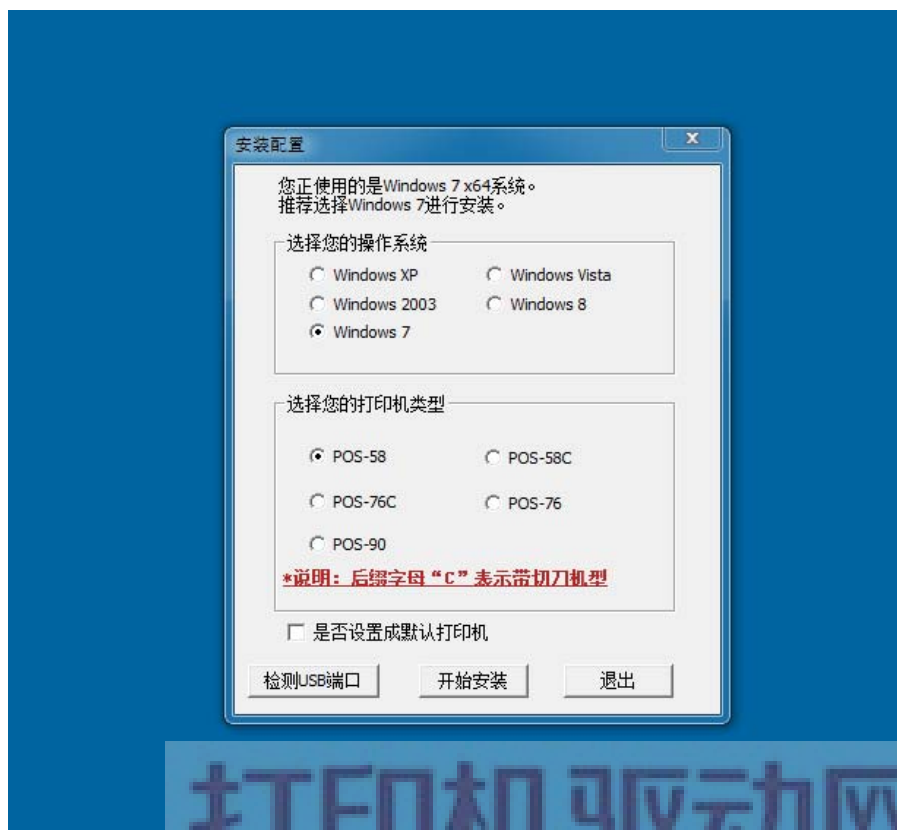 安装配置
您正使用的是Windows 7 x64系统。
推荐选择Windows 7进行安装。
选择您的操作系统
Windows XP Windows Vista
Windows 2003 Windows 8
Windows 7
选择您的打印机类型
POS-58 POS-58C
POS-76C POS-76
POS-90
*说明：后缀字母“C”表示带切刀机型
是否设置成默认打印机
检测USB端口 开始安装 退出
打印机驱动网